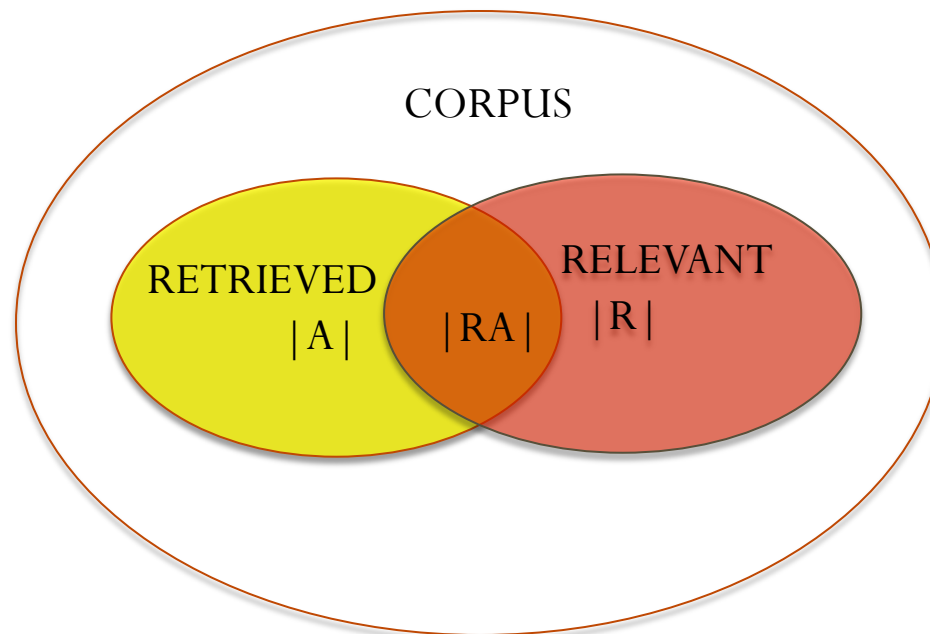 CORPUS
RETRIEVED
|A|
|RA|
RELEVANT
|R|